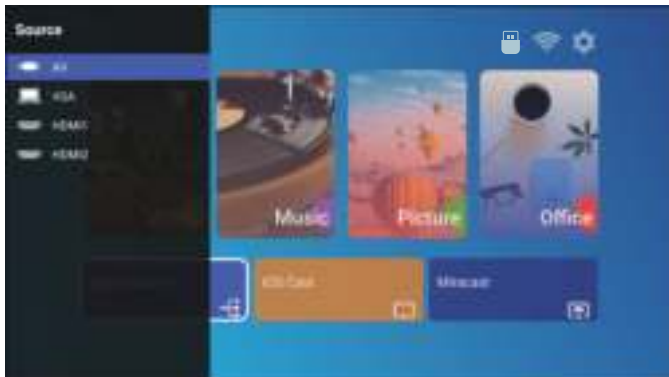 Source
AV
VGA
HDMI1
HDMI2
Music
Picture
Office
iOS Cast
Miracast